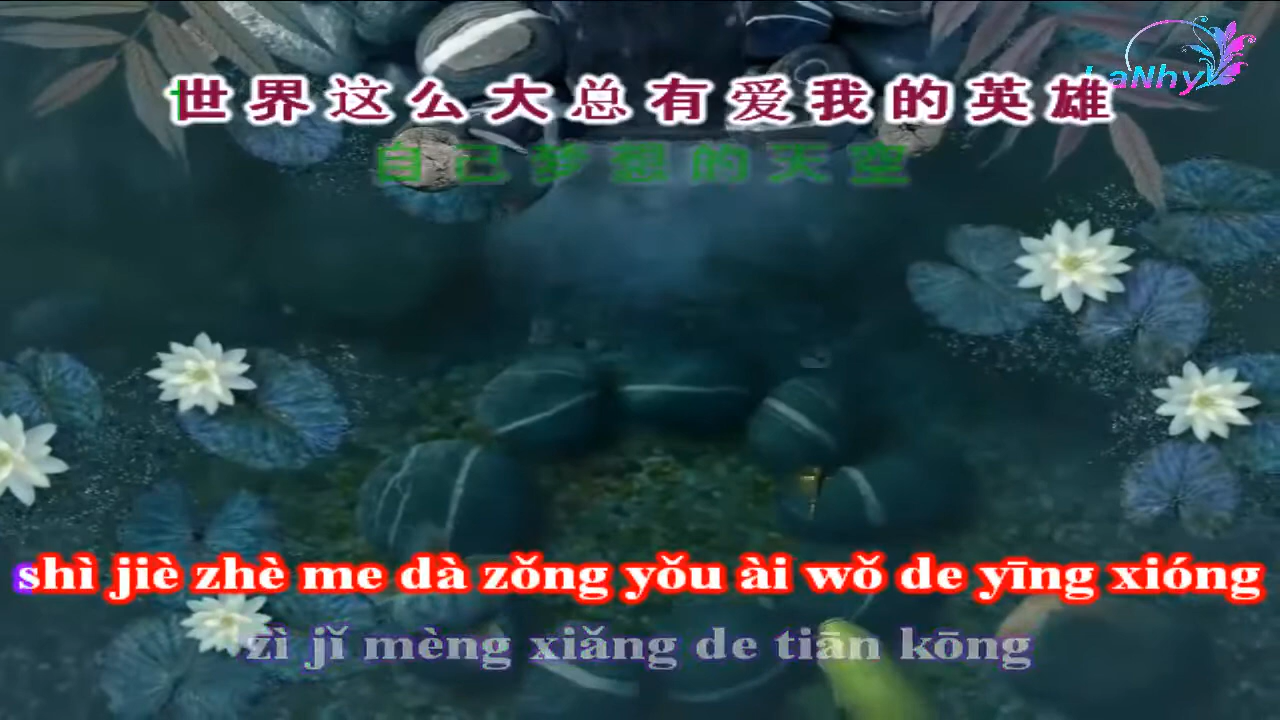 LaNhy
世界这么大总有爱我的英雄
自己梦想的天空
shì jiè zhè me dà zǒng yǒu ài wǒ de yīng xióng
zì jǐ mèng xiǎng de tiān kōng